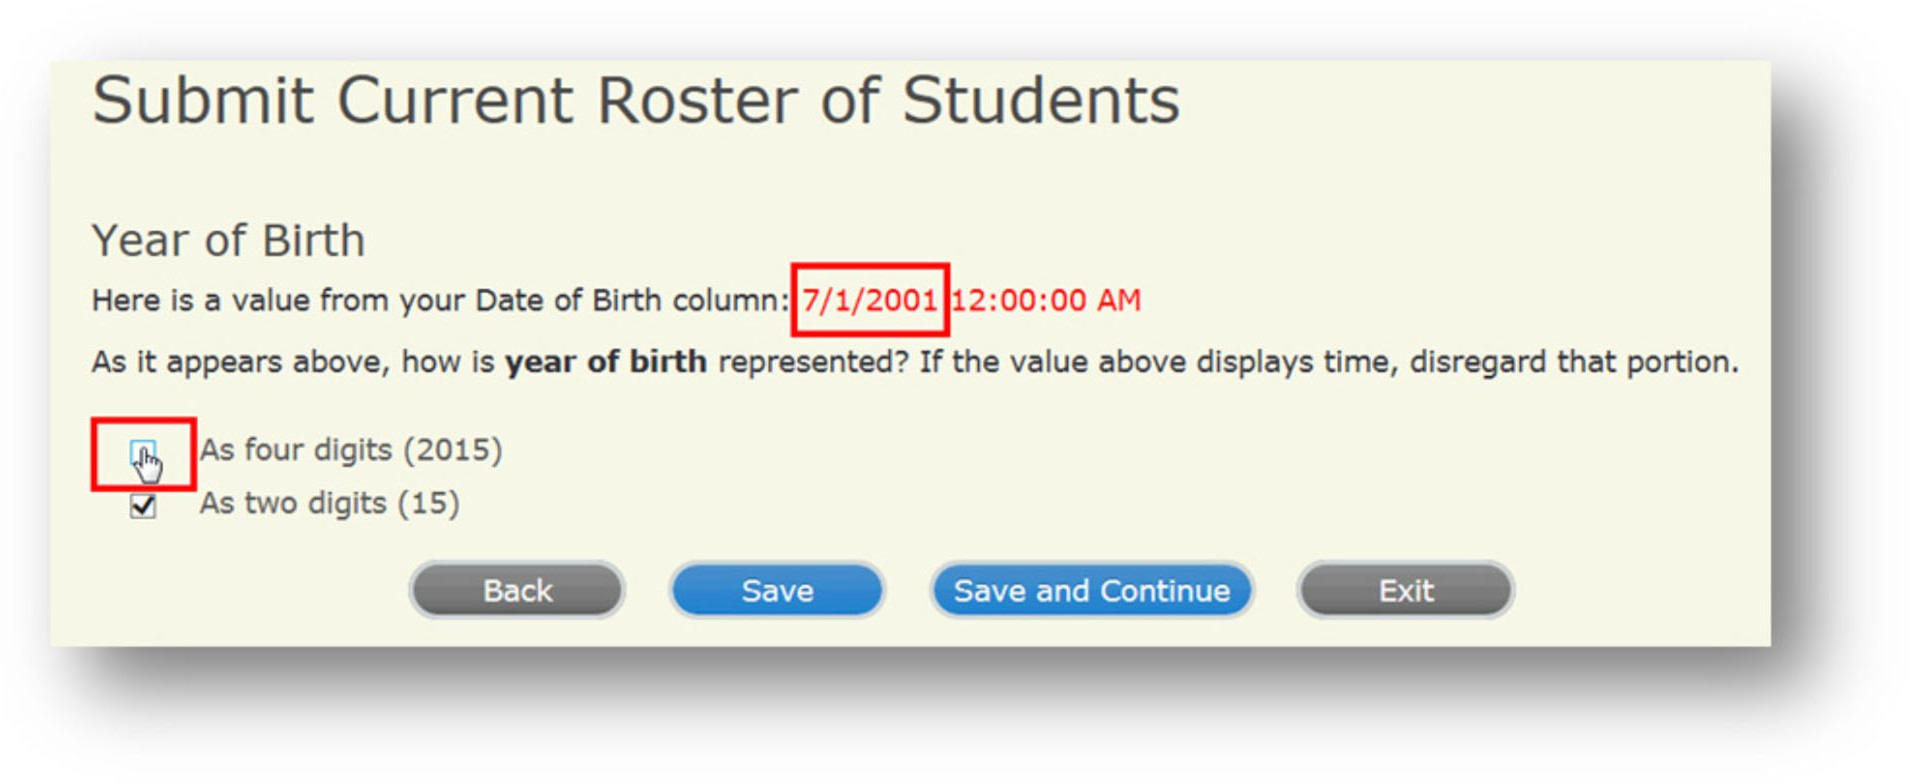 Submit Current Roster of Students
Year of Birth
Here is a value from your Date of Birth column: 7/1/2001 12:00:00 AM
As it appears above, how is year of birth represented? If the value above displays time, disregard that portion.
As four digits (2015)
As two digits (15)
Back Save Save and Continue Exit